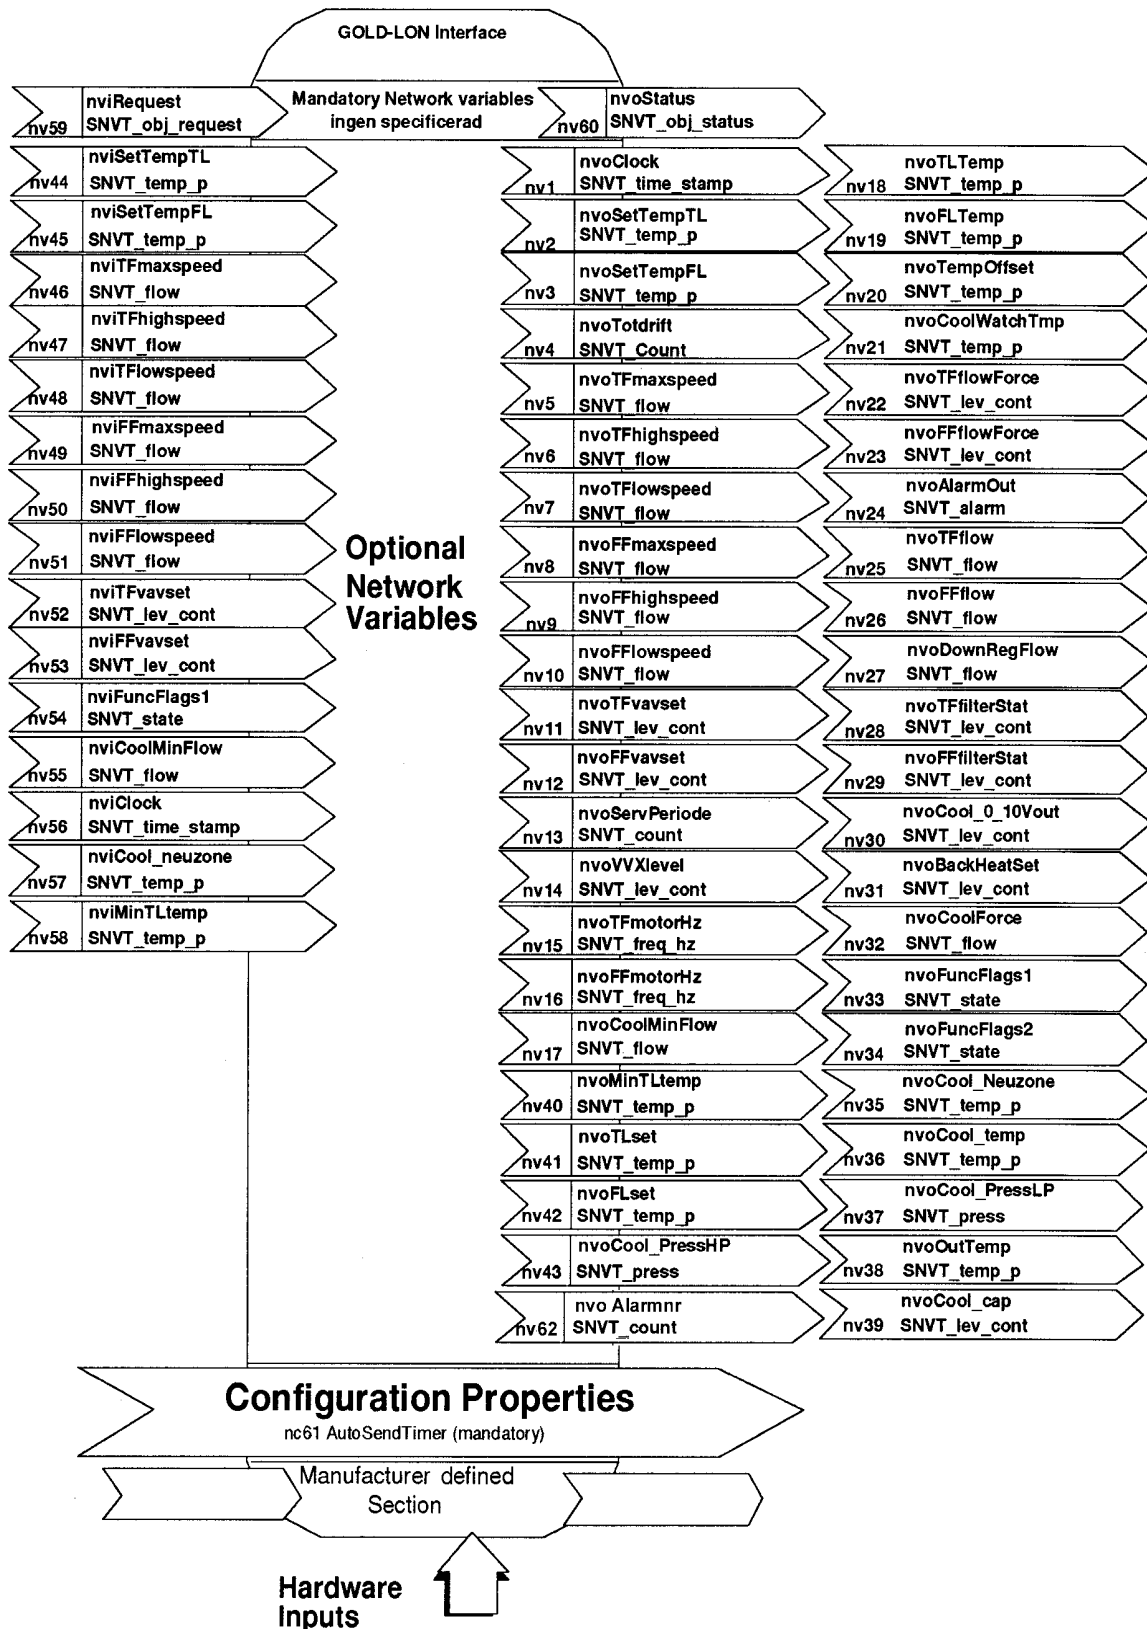 GOLD-LON Interface
nviRequest
nv59 SNVT_obj_request
Mandatory Network variables
ingen specificerad
nvoStatus
nv60 SNVT_obj_status
nviSetTempTL
nv44 SNVT_temp_p
nviSetTempFL
nv45 SNVT_temp_p
nviTFmaxspeed
nv46 SNVT_flow
nviTFhighspeed
nv47 SNVT_flow
nviTFlowspeed
nv48 SNVT_flow
nviFFmaxspeed
nv49 SNVT_flow
nviFFhighspeed
nv50 SNVT_flow
nviFFlowspeed
nv51 SNVT_flow
nviTFvavset
nv52 SNVT_lev_cont
nviFFvavset
nv53 SNVT_lev_cont
nviFuncFlags1
nv54 SNVT_state
nviCoolMinFlow
nv55 SNVT_flow
nviClock
nv56 SNVT_time_stamp
nviCool_neuzone
nv57 SNVT_temp_p
nviMinTLtemp
nv58 SNVT_temp_p
Optional
Network
Variables
nvoClock
nv1 SNVT_time_stamp
nvoSetTempTL
nv2 SNVT_temp_p
nvoSetTempFL
nv3 SNVT_temp_p
nvoTotdrift
nv4 SNVT_Count
nvoTFmaxspeed
nv5 SNVT_flow
nvoTFhighspeed
nv6 SNVT_flow
nvoTFlowspeed
nv7 SNVT_flow
nvoFFmaxspeed
nv8 SNVT_flow
nvoFFhighspeed
nv9 SNVT_flow
nvoFFlowspeed
nv10 SNVT_flow
nvoTFvavset
nv11 SNVT_lev_cont
nvoFFvavset
nv12 SNVT_lev_cont
nvoServPeriode
nv13 SNVT_count
nvoVVXlevel
nv14 SNVT_lev_cont
nvoTFmotorHz
nv15 SNVT_freq_hz
nvoFFmotorHz
nv16 SNVT_freq_hz
nvoCoolMinFlow
nv17 SNVT_flow
nvoMinTLtemp
nv40 SNVT_temp_p
nvoTLset
nv41 SNVT_temp_p
nvoFLset
nv42 SNVT_temp_p
nvoCool_PressHP
nv43 SNVT_press
nvo Alarmnr
nv62 SNVT_count
nvoTLTemp
nv18 SNVT_temp_p
nvoFLTemp
nv19 SNVT_temp_p
nvoTempOffset
nv20 SNVT_temp_p
nvoCoolWatchTmp
nv21 SNVT_temp_p
nvoTFflowForce
nv22 SNVT_lev_cont
nvoFFflowForce
nv23 SNVT_lev_cont
nvoAlarmOut
nv24 SNVT_alarm
nvoTFflow
nv25 SNVT_flow
nvoFFflow
nv26 SNVT_flow
nvoDownRegFlow
nv27 SNVT_flow
nvoTFfilterStat
nv28 SNVT_lev_cont
nvoFFfilterStat
nv29 SNVT_lev_cont
nvoCool_0_10Vout
nv30 SNVT_lev_cont
nvoBackHeatSet
nv31 SNVT_lev_cont
nvoCoolForce
nv32 SNVT_flow
nvoFuncFlags1
nv33 SNVT_state
nvoFuncFlags2
nv34 SNVT_state
nvoCool_Neuzone
nv35 SNVT_temp_p
nvoCool_temp
nv36 SNVT_temp_p
nvoCool_PressLP
nv37 SNVT_press
nvoOutTemp
nv38 SNVT_temp_p
nvoCool_cap
nv39 SNVT_lev_cont
Configuration Properties
nc61 AutoSendTimer (mandatory)
Manufacturer defined
Section
Hardware
Inputs